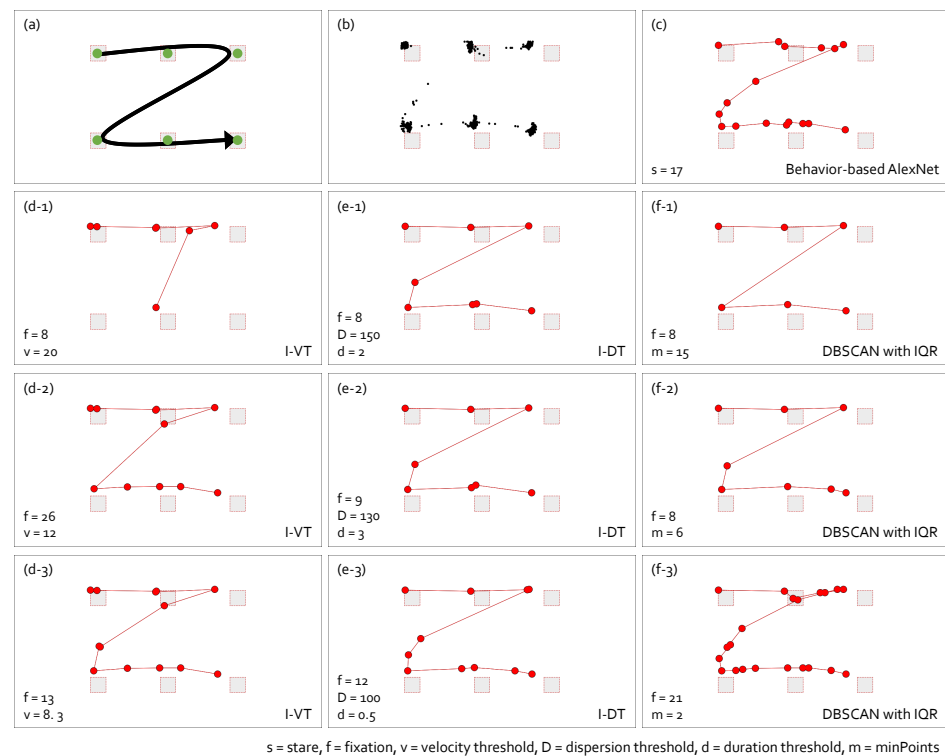 (a)
(b)
(c)
s = 17
Behavior-based AlexNet
(d-1)
f = 8
v = 20
I-VT
(e-1)
f = 8
D = 150
d = 2
I-DT
(f-1)
f = 8
m = 15
DBSCAN with IQR
(d-2)
f = 26
v = 12
I-VT
(e-2)
f = 9
D = 130
d = 3
I-DT
(f-2)
f = 8
m = 6
DBSCAN with IQR
(d-3)
f = 13
v = 8. 3
I-VT
(e-3)
f = 12
D = 100
d = 0.5
I-DT
(f-3)
f = 21
m = 2
DBSCAN with IQR
s = stare, f = fixation, v = velocity threshold, D = dispersion threshold, d = duration threshold, m = minPoints